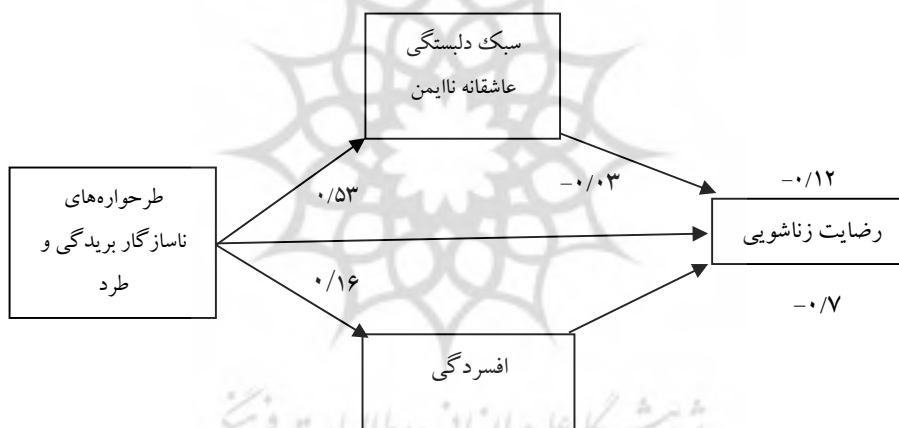 سبک دلبستگی
عاشقانه ناایمن
طرحواره‌های
ناسازگار بریدگی و
طرد
۰/۵۳
−۰/۰۳
−۰/۱۲
رضایت زناشویی
۰/۱۶
−۰/۷
افسردگی